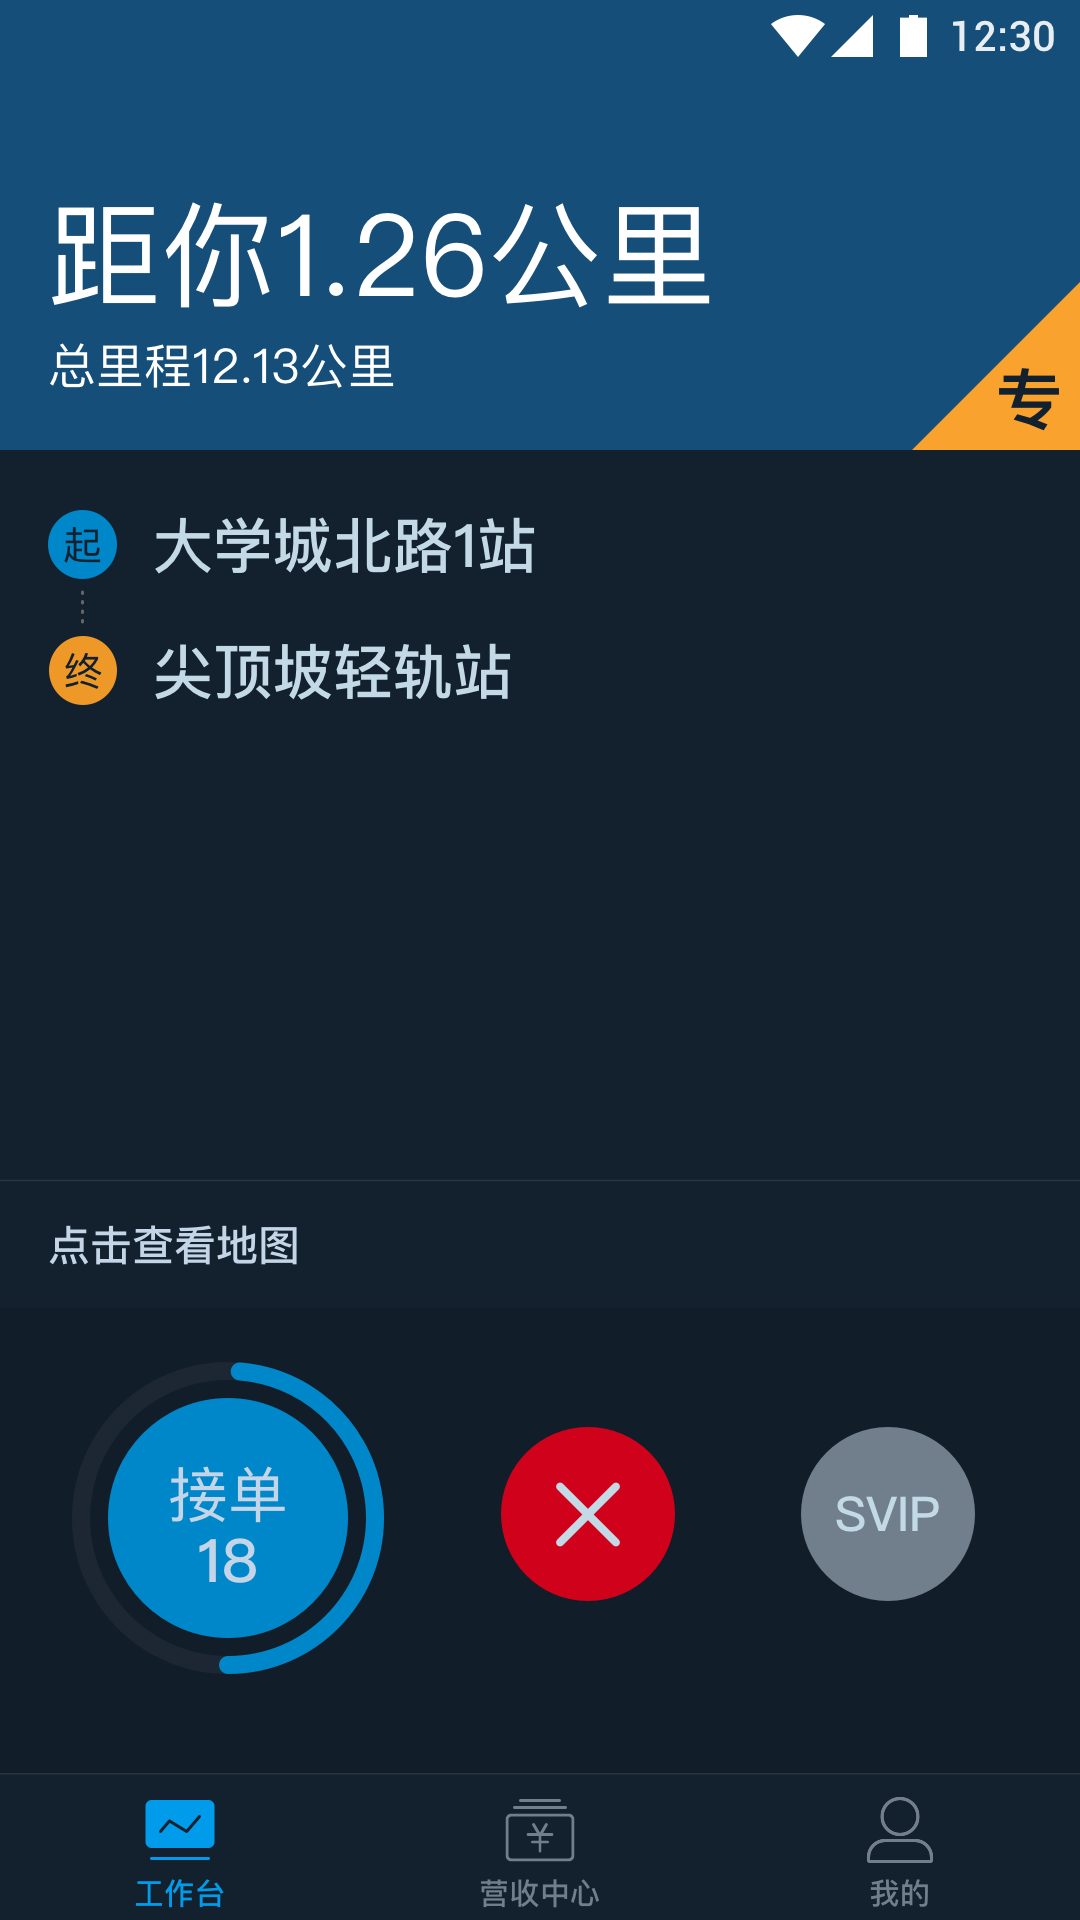 12:30
距你1.26公里
总里程12.13公里
专
起 大学城北路1站
终 尖顶坡轻轨站
点击查看地图
接单
18
SVIP
工作台 营收中心 我的